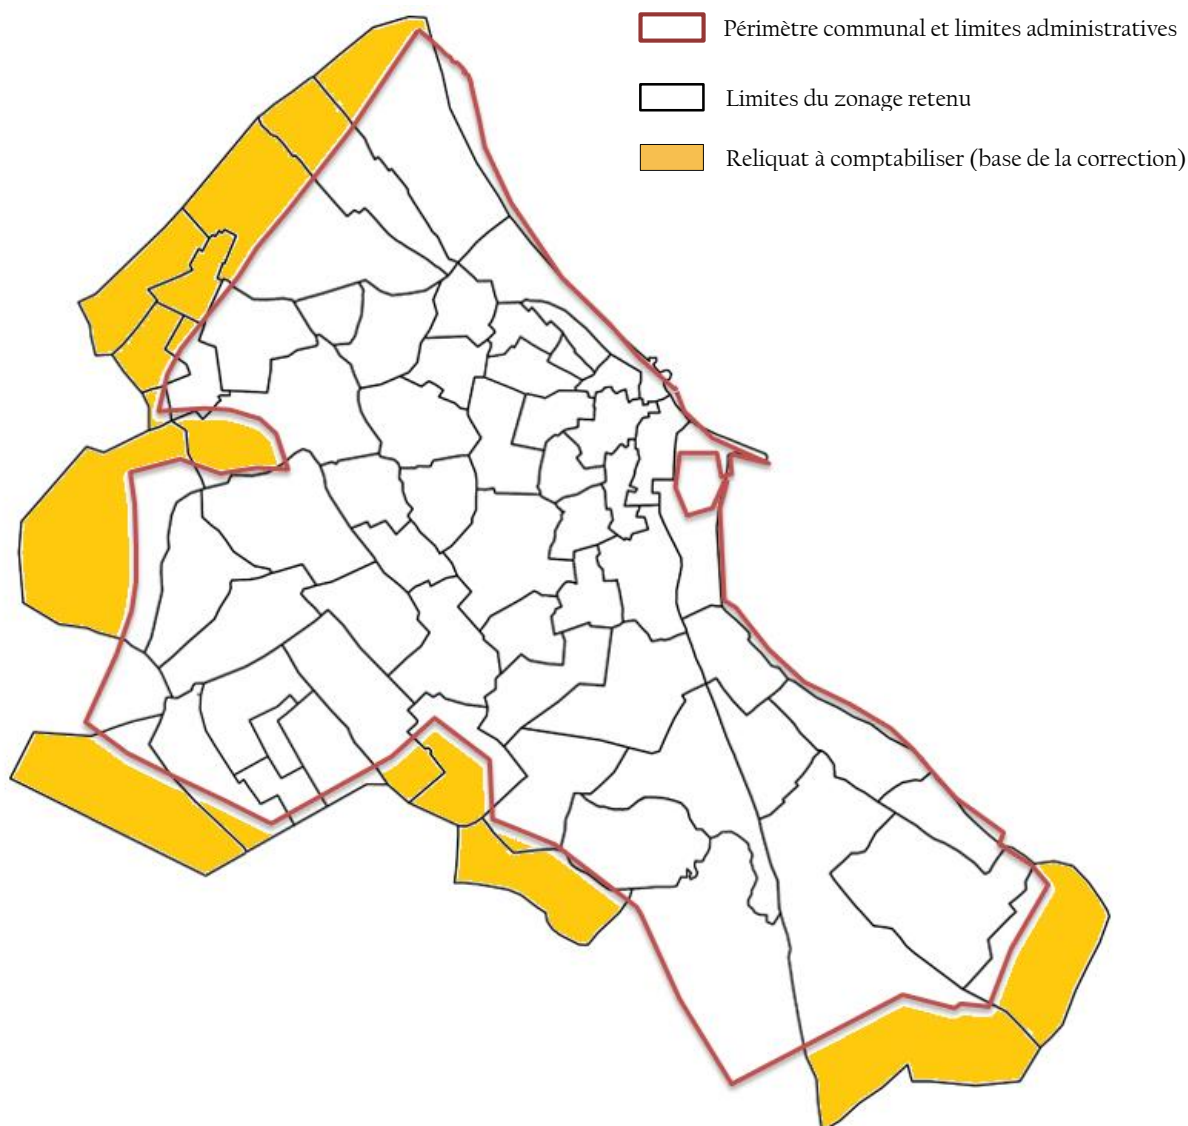 Périmètre communal et limites administratives
Limites du zonage retenu
Reliquat à comptabiliser (base de la correction)